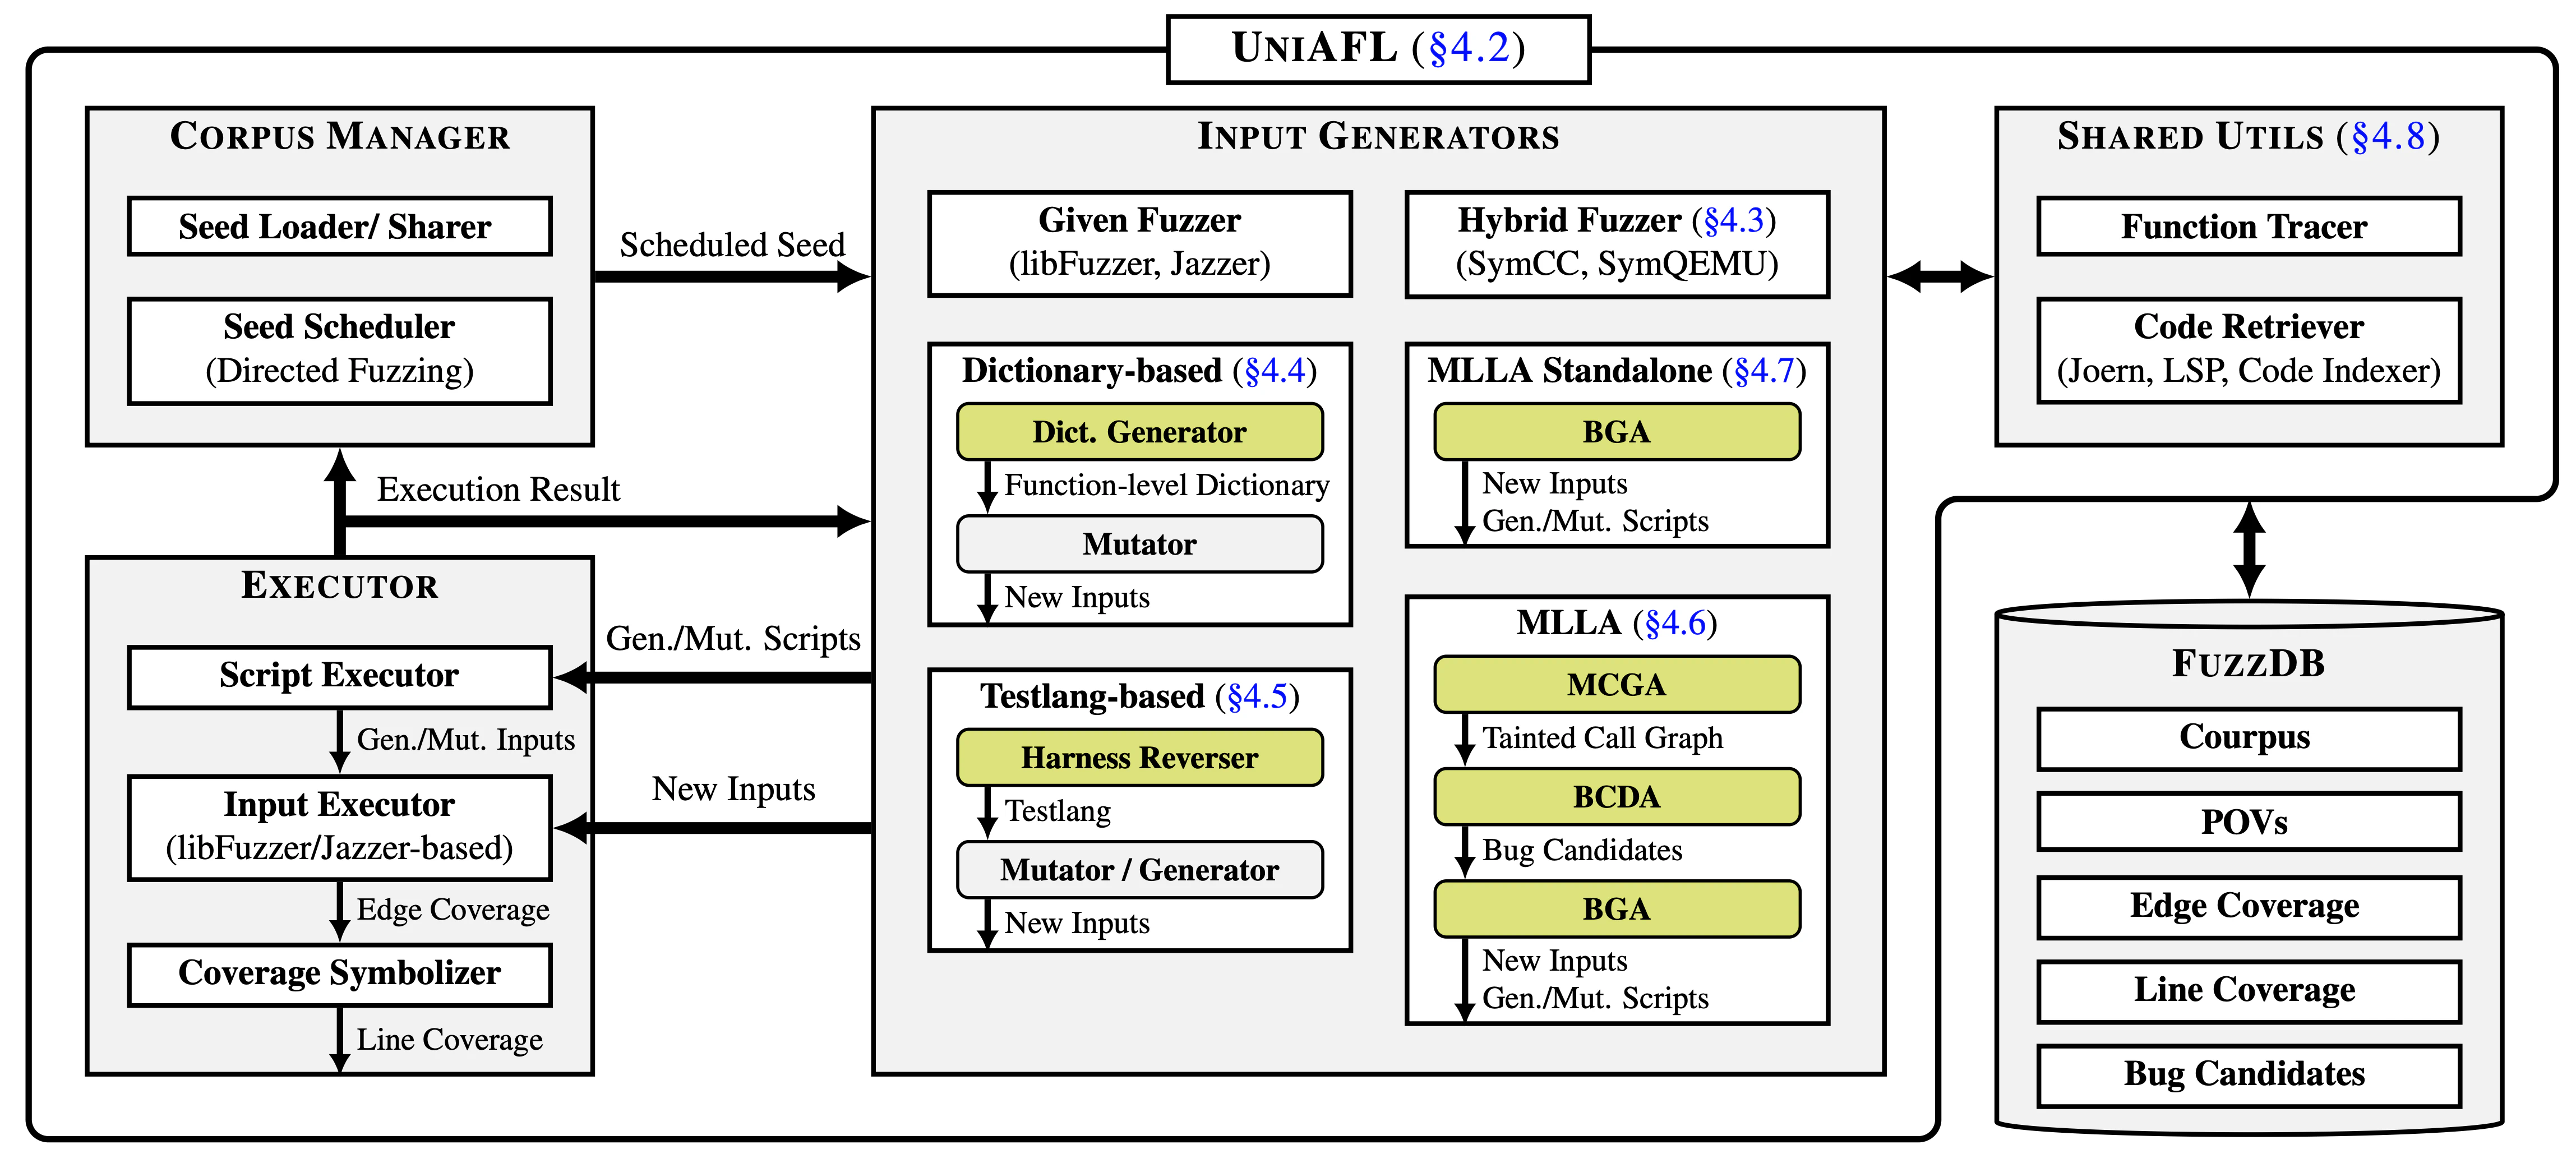 UNIAFL (§4.2)
CORPUS MANAGER
Seed Loader/ Sharer
Seed Scheduler
(Directed Fuzzing)
Scheduled Seed
Execution Result
EXECUTOR
Script Executor
Gen./Mut. Inputs
Input Executor
(libFuzzer/Jazzer-based)
Edge Coverage
Coverage Symbolizer
Line Coverage
Gen./Mut. Scripts
New Inputs
INPUT GENERATORS
Given Fuzzer
(libFuzzer, Jazzer)
Hybrid Fuzzer (§4.3)
(SymCC, SymQEMU)
Dictionary-based (§4.4)
Dict. Generator
Function-level Dictionary
Mutator
New Inputs
Testlang-based (§4.5)
Harness Reverser
Testlang
Mutator / Generator
New Inputs
MLLA Standalone (§4.7)
BGA
New Inputs
Gen./Mut. Scripts
MLLA (§4.6)
MCGA
Tainted Call Graph
BCDA
Bug Candidates
BGA
New Inputs
Gen./Mut. Scripts
SHARED UTILS (§4.8)
Function Tracer
Code Retriever
(Joern, LSP, Code Indexer)
FUZZDB
Courpus
POVs
Edge Coverage
Line Coverage
Bug Candidates